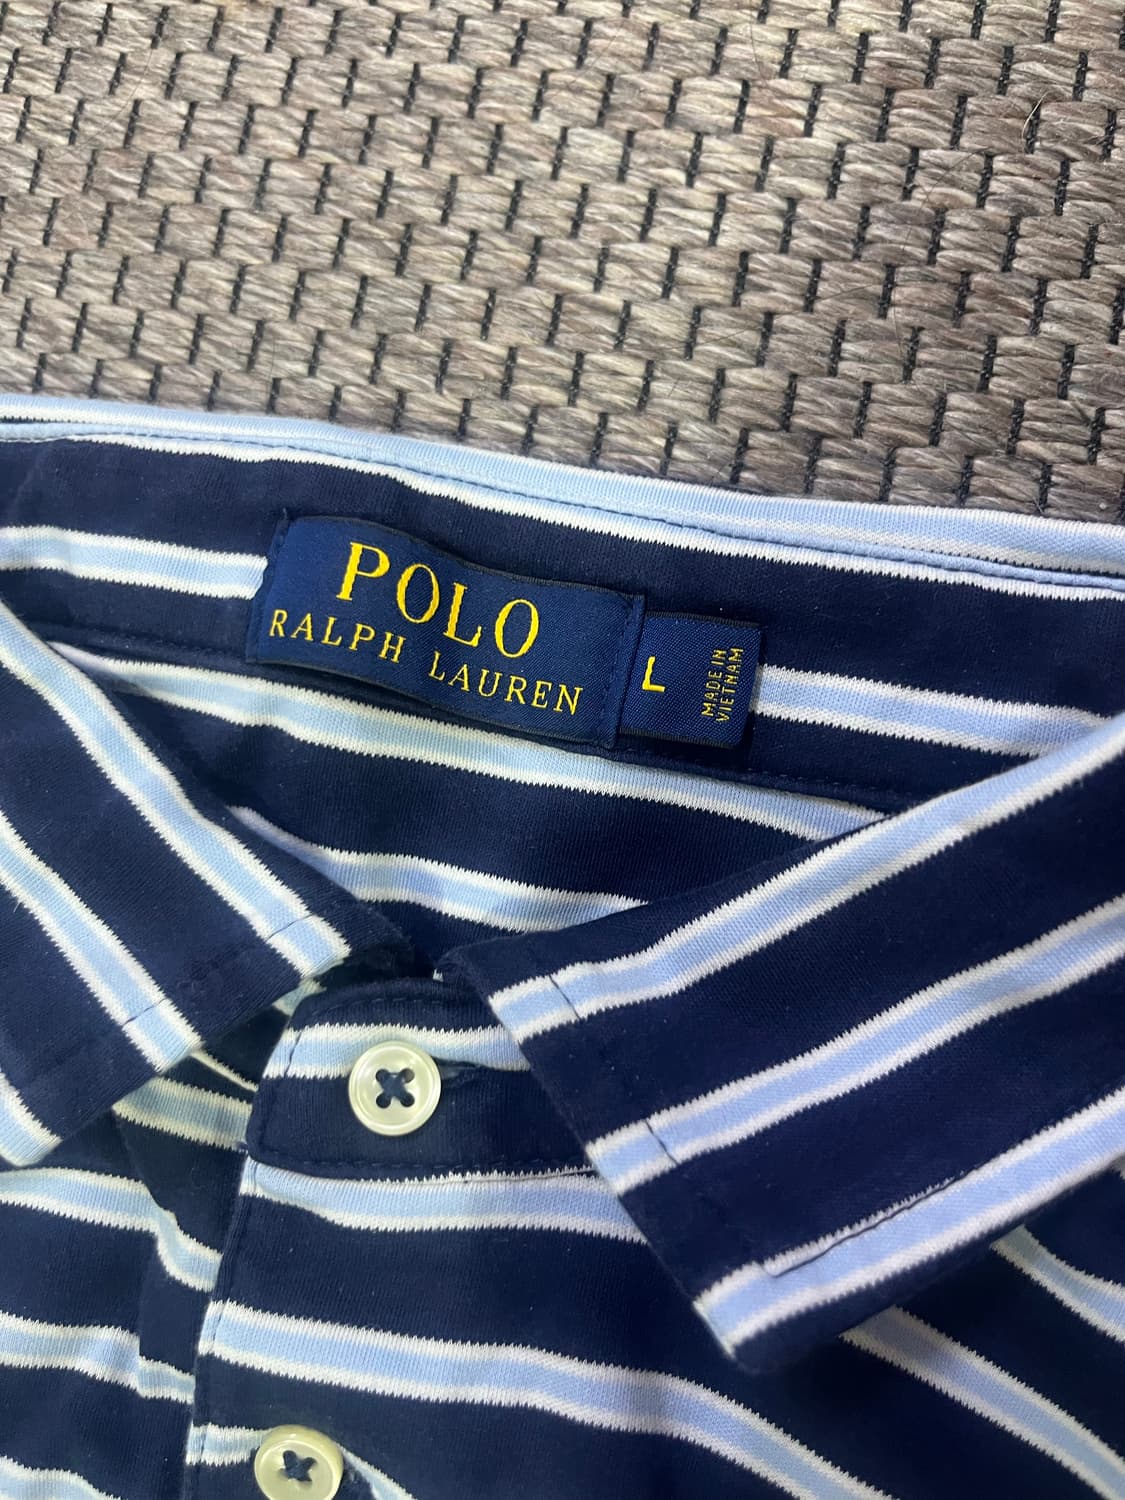 POLO
RALPH LAUREN
L
MADE IN
VIETNAM